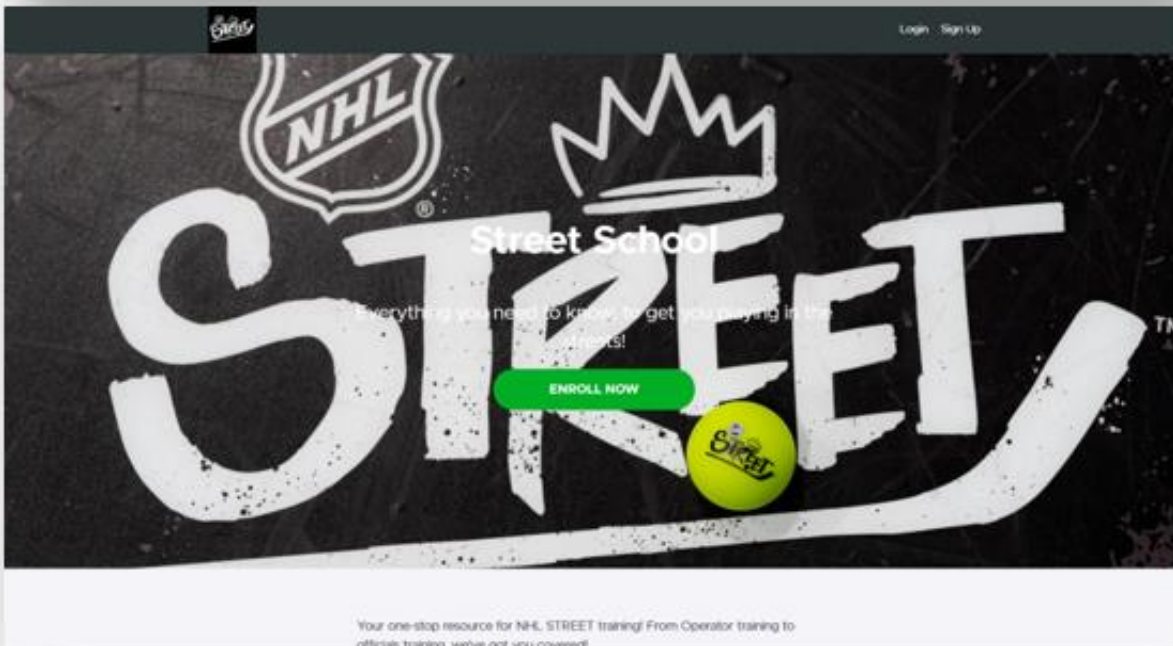 STREET
Login Sign Up
NHL
®
STREET
Street School
Everything you need to know, to get you playing in the
streets!
ENROLL NOW
STREET
Your one-stop resource for NHL STREET training! From Operator training to
officials training, we've got you covered!